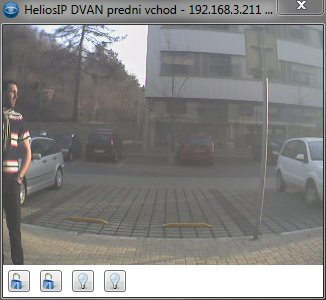 HeliosIP DVAN predni vchod - 192.168.3.211 ...